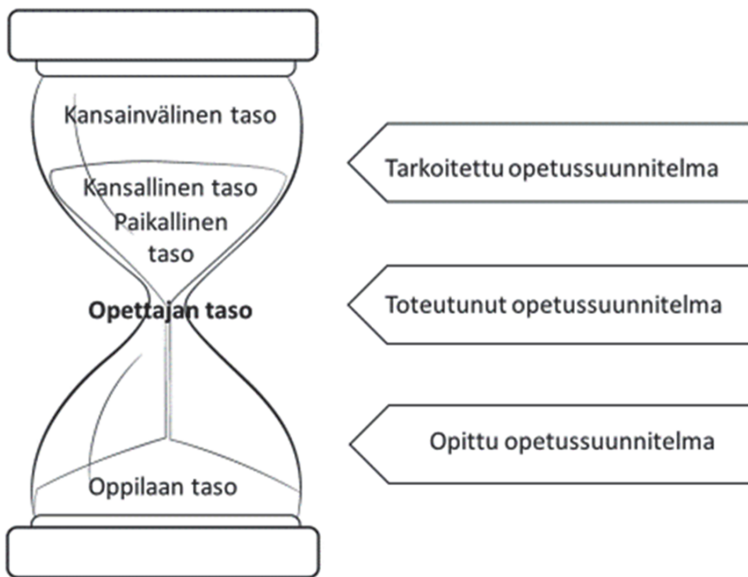 Kansainvälinen taso
Kansallinen taso
Paikallinen
taso
Opettajan taso
Oppilaan taso
Tarkoitettu opetussuunnitelma
Toteutunut opetussuunnitelma
Opittu opetussuunnitelma